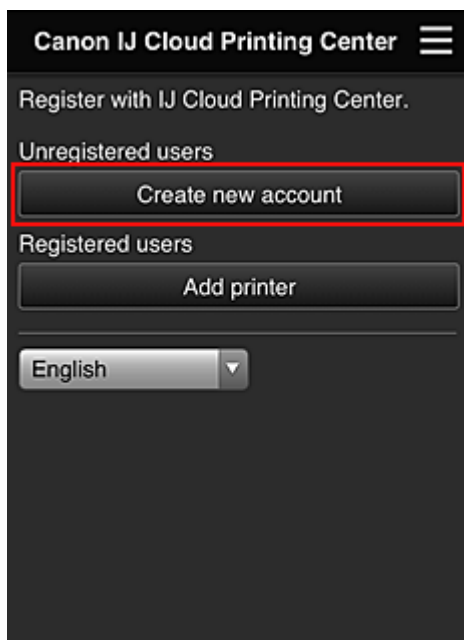 Canon IJ Cloud Printing Center
Register with IJ Cloud Printing Center.
Unregistered users
Create new account
Registered users
Add printer
English